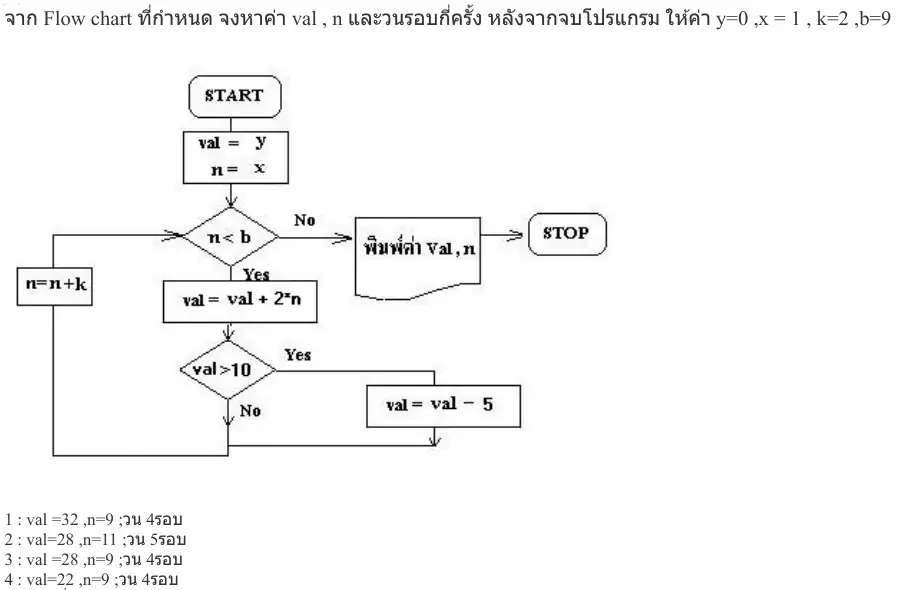 จาก Flow chart ที่กำหนด จงหาค่า val , n และวนรอบกี่ครั้ง หลังจากจบโปรแกรม ให้ค่า y=0 ,x = 1 , k=2 ,b=9
START
val = y
n = x
n < b
No
พิมพ์ค่า Val , n
STOP
Yes
n=n+k
val = val + 2*n
val>10
Yes
val = val - 5
No
1 : val =32 ,n=9 ;วน 4รอบ
2 : val=28 ,n=11 ;วน 5รอบ
3 : val =28 ,n=9 ;วน 4รอบ
4 : val=22 ,n=9 ;วน 4รอบ